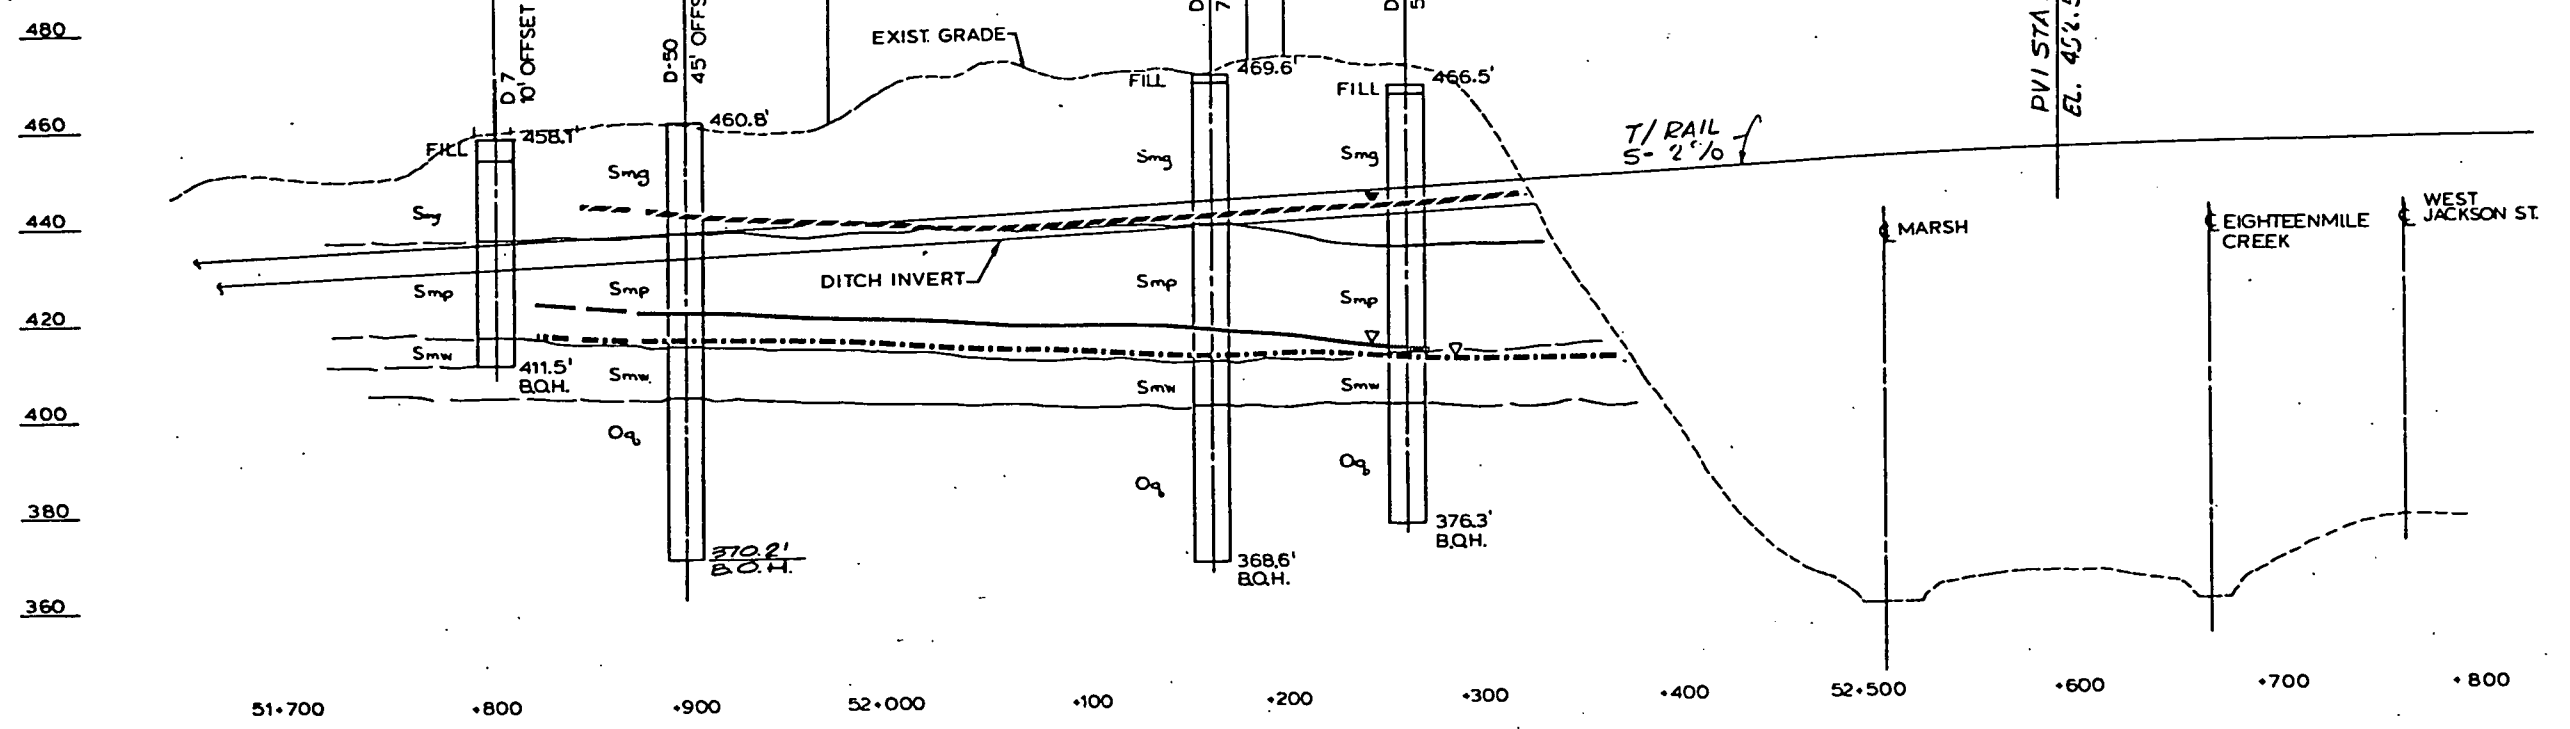 480
460
440
420
400
380
360
D 7
10' OFFSET
D-50
45' OFFS
EXIST. GRADE
FILL
458.1'
460.8'
FILL
469.6'
FILL
466.5'
T/ RAIL
S- 2%
PVI STA
Smg
Smg
Smg
Smg
DITCH INVERT
Smp
Smp
Smp
Smp
Smw
Smw
Smw
Smw
411.5'
B.O.H.
Oq
Oq
Oq
370.2'
B.O.H.
368.6'
B.O.H.
376.3'
B.O.H.
℄ MARSH
℄ EIGHTEENMILE
CREEK
℄ WEST
JACKSON ST.
51+700
+800
+900
52+000
+100
+200
+300
+400
52+500
+600
+700
+800